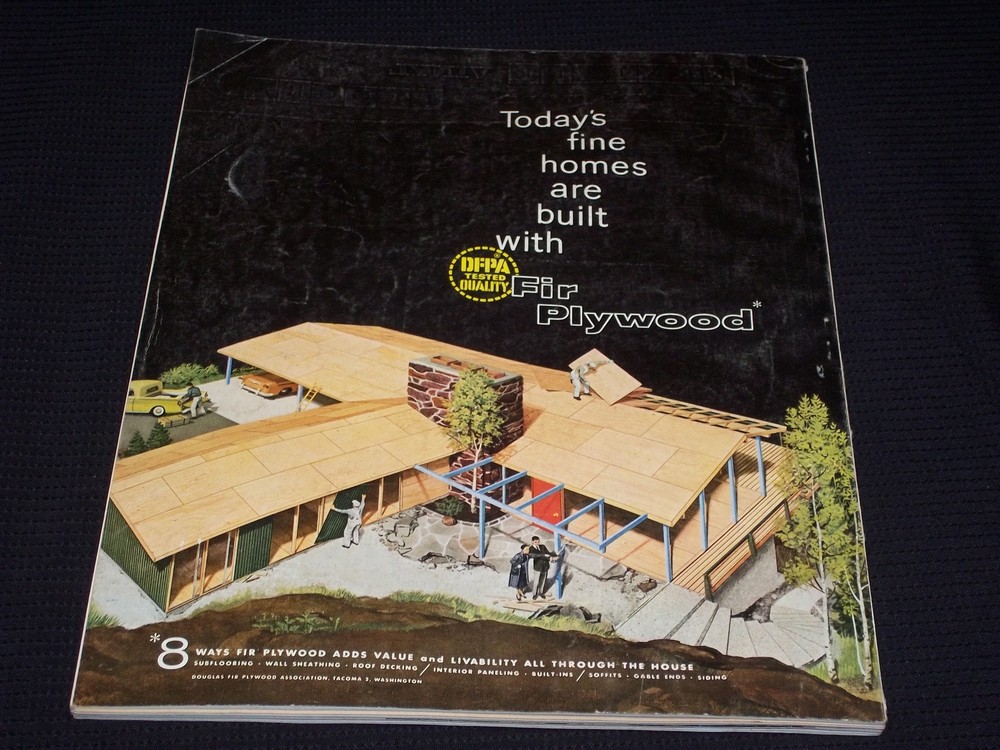 Today's
fine
homes
are
built
with
DFPA
TESTED
QUALITY
®
Fir
Plywood*
*8 WAYS FIR PLYWOOD ADDS VALUE and LIVABILITY ALL THROUGH THE HOUSE
SUBFLOORING · WALL SHEATHING · ROOF DECKING / INTERIOR PANELING · BUILT-INS / SOFFITS · GABLE ENDS · SIDING
DOUGLAS FIR PLYWOOD ASSOCIATION, TACOMA 2, WASHINGTON